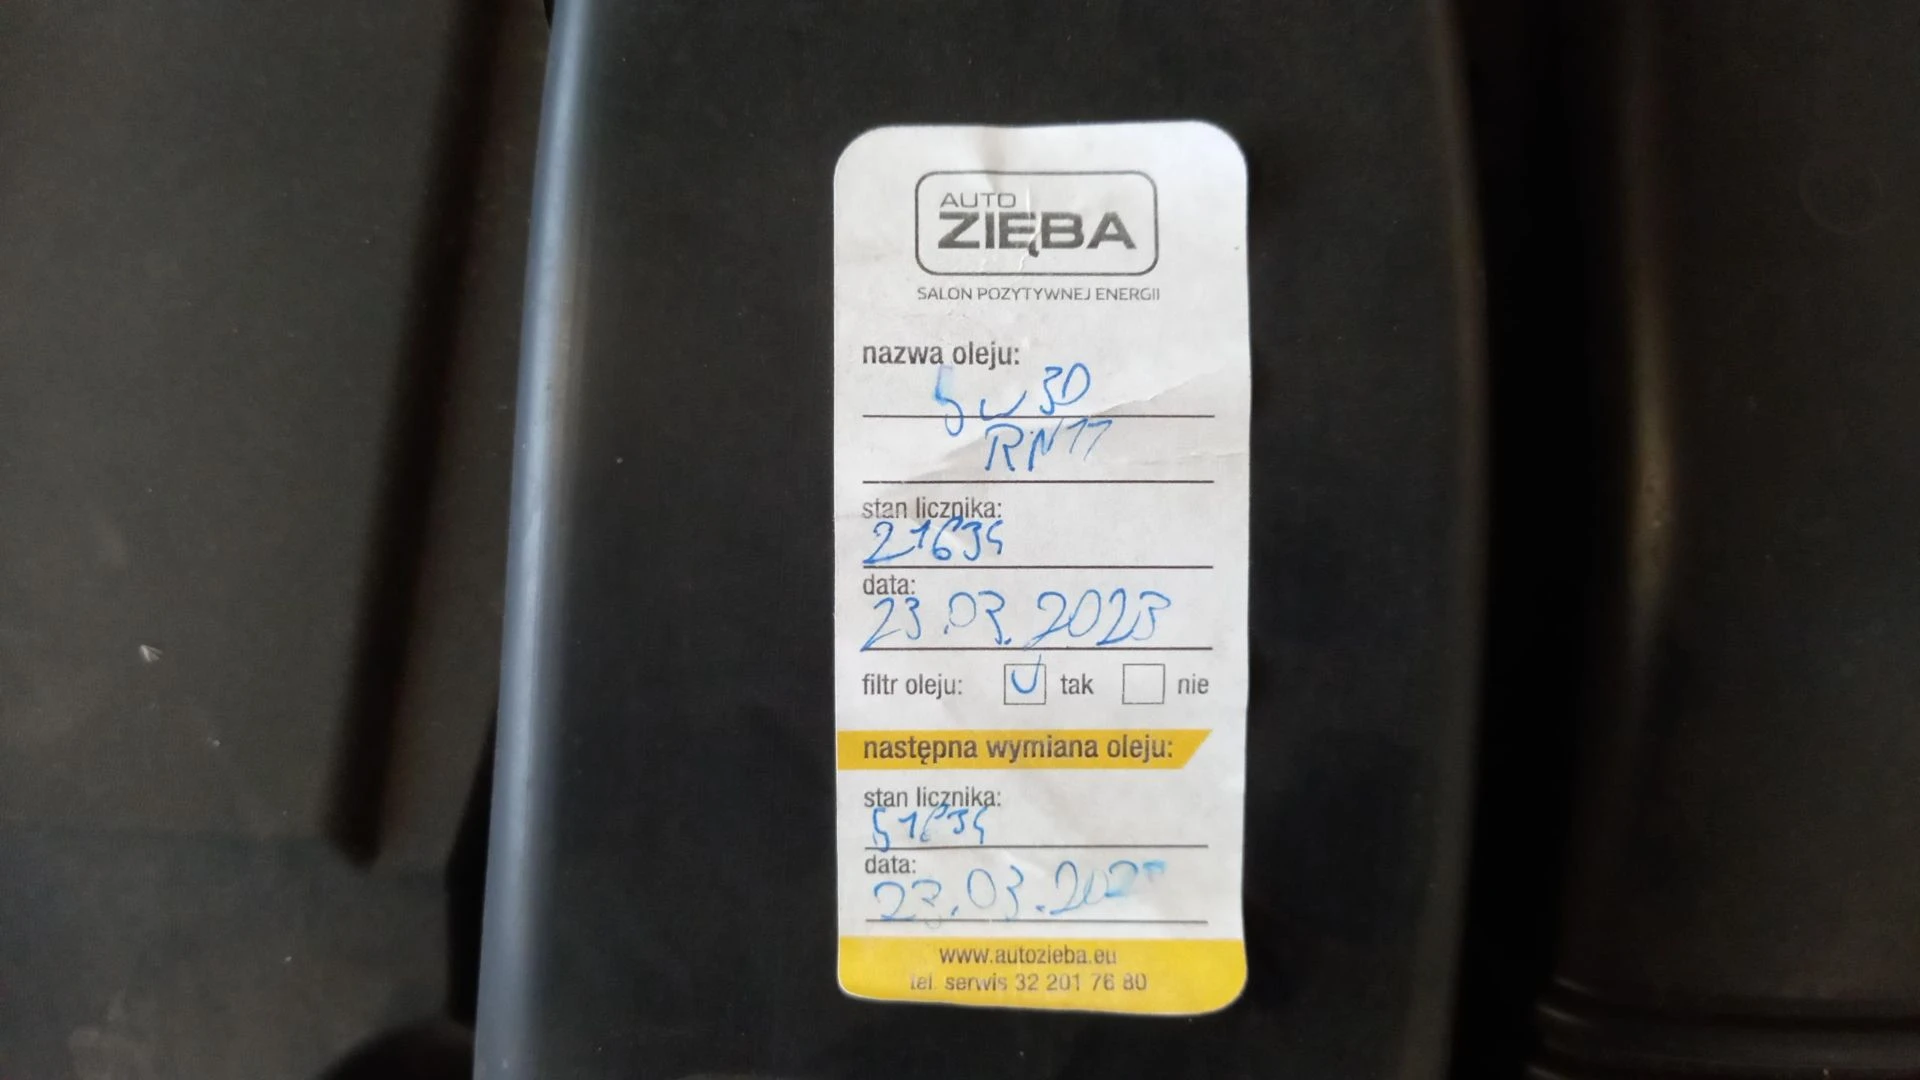 AUTO
ZIĘBA
SALON POZYTYWNEJ ENERGII
nazwa oleju:
5w30
RN17
stan licznika:
21634
data:
23.03.2023
filtr oleju: tak nie
następna wymiana oleju:
stan licznika:
51634
data:
www.autozieba.eu
tel. serwis 32 201 76 80